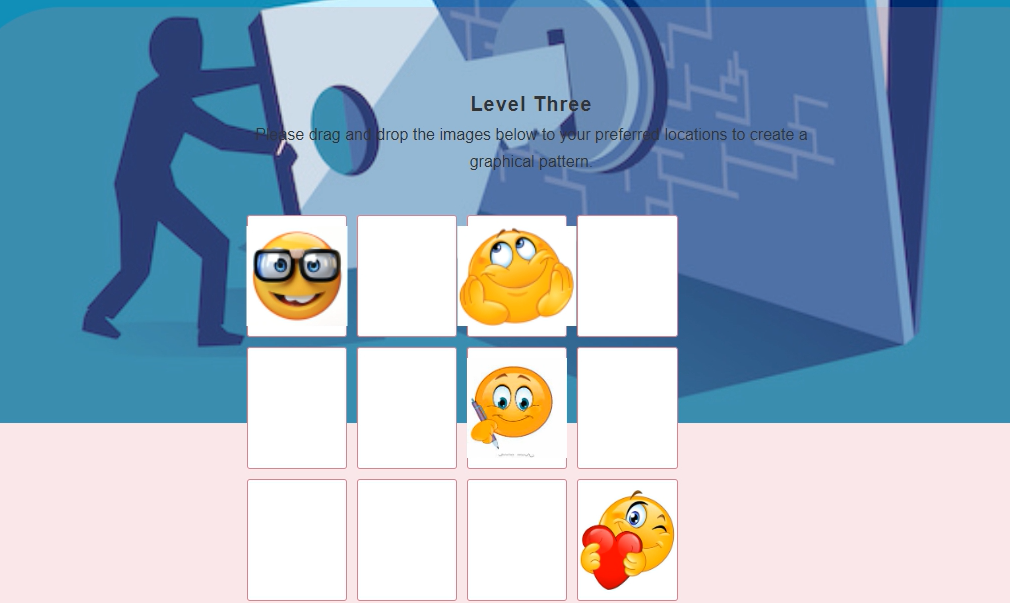 Level Three
Please drag and drop the images below to your preferred locations to create a
graphical pattern.